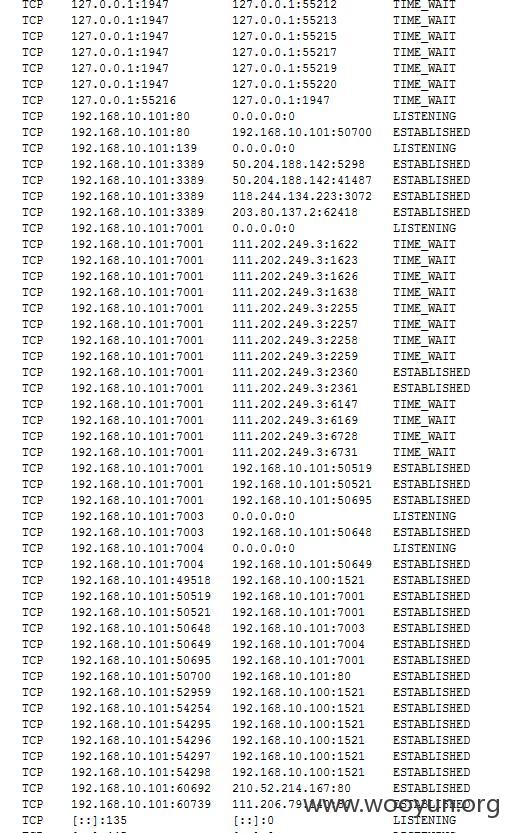 TCP 127.0.0.1:1947 127.0.0.1:55212 TIME_WAIT
TCP 127.0.0.1:1947 127.0.0.1:55213 TIME_WAIT
TCP 127.0.0.1:1947 127.0.0.1:55215 TIME_WAIT
TCP 127.0.0.1:1947 127.0.0.1:55217 TIME_WAIT
TCP 127.0.0.1:1947 127.0.0.1:55219 TIME_WAIT
TCP 127.0.0.1:1947 127.0.0.1:55220 TIME_WAIT
TCP 127.0.0.1:55216 127.0.0.1:1947 TIME_WAIT
TCP 192.168.10.101:80 0.0.0.0:0 LISTENING
TCP 192.168.10.101:80 192.168.10.101:50700 ESTABLISHED
TCP 192.168.10.101:139 0.0.0.0:0 LISTENING
TCP 192.168.10.101:3389 50.204.188.142:5298 ESTABLISHED
TCP 192.168.10.101:3389 50.204.188.142:41487 ESTABLISHED
TCP 192.168.10.101:3389 118.244.134.223:3072 ESTABLISHED
TCP 192.168.10.101:3389 203.80.137.2:62418 ESTABLISHED
TCP 192.168.10.101:7001 0.0.0.0:0 LISTENING
TCP 192.168.10.101:7001 111.202.249.3:1622 TIME_WAIT
TCP 192.168.10.101:7001 111.202.249.3:1623 TIME_WAIT
TCP 192.168.10.101:7001 111.202.249.3:1626 TIME_WAIT
TCP 192.168.10.101:7001 111.202.249.3:1638 TIME_WAIT
TCP 192.168.10.101:7001 111.202.249.3:2255 TIME_WAIT
TCP 192.168.10.101:7001 111.202.249.3:2257 TIME_WAIT
TCP 192.168.10.101:7001 111.202.249.3:2258 TIME_WAIT
TCP 192.168.10.101:7001 111.202.249.3:2259 TIME_WAIT
TCP 192.168.10.101:7001 111.202.249.3:2360 ESTABLISHED
TCP 192.168.10.101:7001 111.202.249.3:2361 ESTABLISHED
TCP 192.168.10.101:7001 111.202.249.3:6147 TIME_WAIT
TCP 192.168.10.101:7001 111.202.249.3:6169 TIME_WAIT
TCP 192.168.10.101:7001 111.202.249.3:6728 TIME_WAIT
TCP 192.168.10.101:7001 111.202.249.3:6731 TIME_WAIT
TCP 192.168.10.101:7001 192.168.10.101:50519 ESTABLISHED
TCP 192.168.10.101:7001 192.168.10.101:50521 ESTABLISHED
TCP 192.168.10.101:7001 192.168.10.101:50695 ESTABLISHED
TCP 192.168.10.101:7003 0.0.0.0:0 LISTENING
TCP 192.168.10.101:7003 192.168.10.101:50648 ESTABLISHED
TCP 192.168.10.101:7004 0.0.0.0:0 LISTENING
TCP 192.168.10.101:7004 192.168.10.101:50649 ESTABLISHED
TCP 192.168.10.101:49518 192.168.10.100:1521 ESTABLISHED
TCP 192.168.10.101:50519 192.168.10.101:7001 ESTABLISHED
TCP 192.168.10.101:50521 192.168.10.101:7001 ESTABLISHED
TCP 192.168.10.101:50648 192.168.10.101:7003 ESTABLISHED
TCP 192.168.10.101:50649 192.168.10.101:7004 ESTABLISHED
TCP 192.168.10.101:50695 192.168.10.101:7001 ESTABLISHED
TCP 192.168.10.101:50700 192.168.10.101:80 ESTABLISHED
TCP 192.168.10.101:52959 192.168.10.100:1521 ESTABLISHED
TCP 192.168.10.101:54254 192.168.10.100:1521 ESTABLISHED
TCP 192.168.10.101:54295 192.168.10.100:1521 ESTABLISHED
TCP 192.168.10.101:54296 192.168.10.100:1521 ESTABLISHED
TCP 192.168.10.101:54297 192.168.10.100:1521 ESTABLISHED
TCP 192.168.10.101:54298 192.168.10.100:1521 ESTABLISHED
TCP 192.168.10.101:60692 210.52.214.167:80 ESTABLISHED
TCP 192.168.10.101:60739 ESTABLISHED
www.wooyun.org
TCP [::]:135 [::]:0 LISTENING